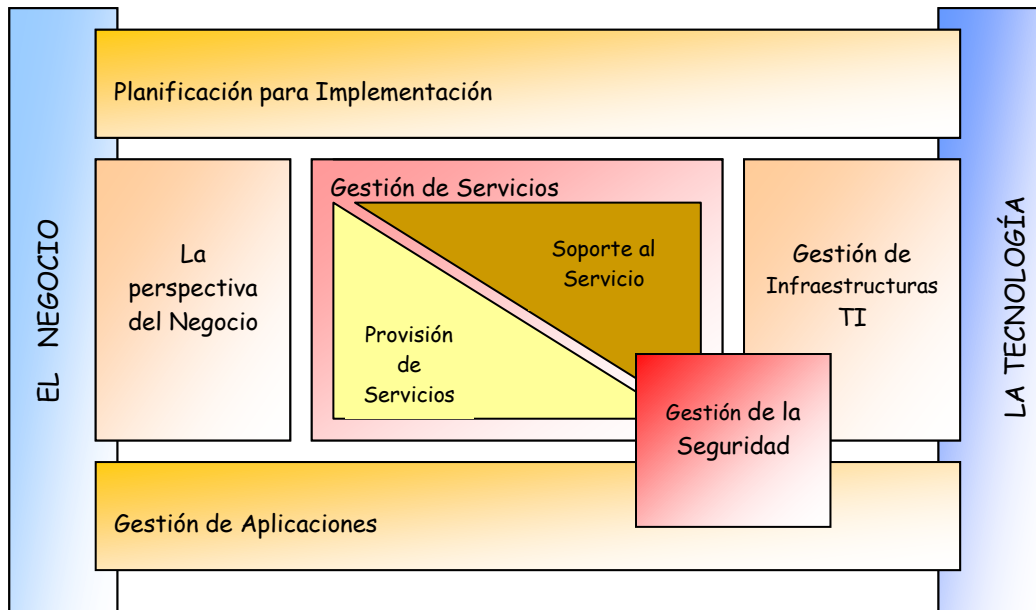 Planificación para Implementación
EL NEGOCIO
La
perspectiva
del Negocio
Gestión de Servicios
Soporte al
Servicio
Provisión
de
Servicios
Gestión de
Infraestructuras
TI
LA TECNOLOGÍA
Gestión de la
Seguridad
Gestión de Aplicaciones